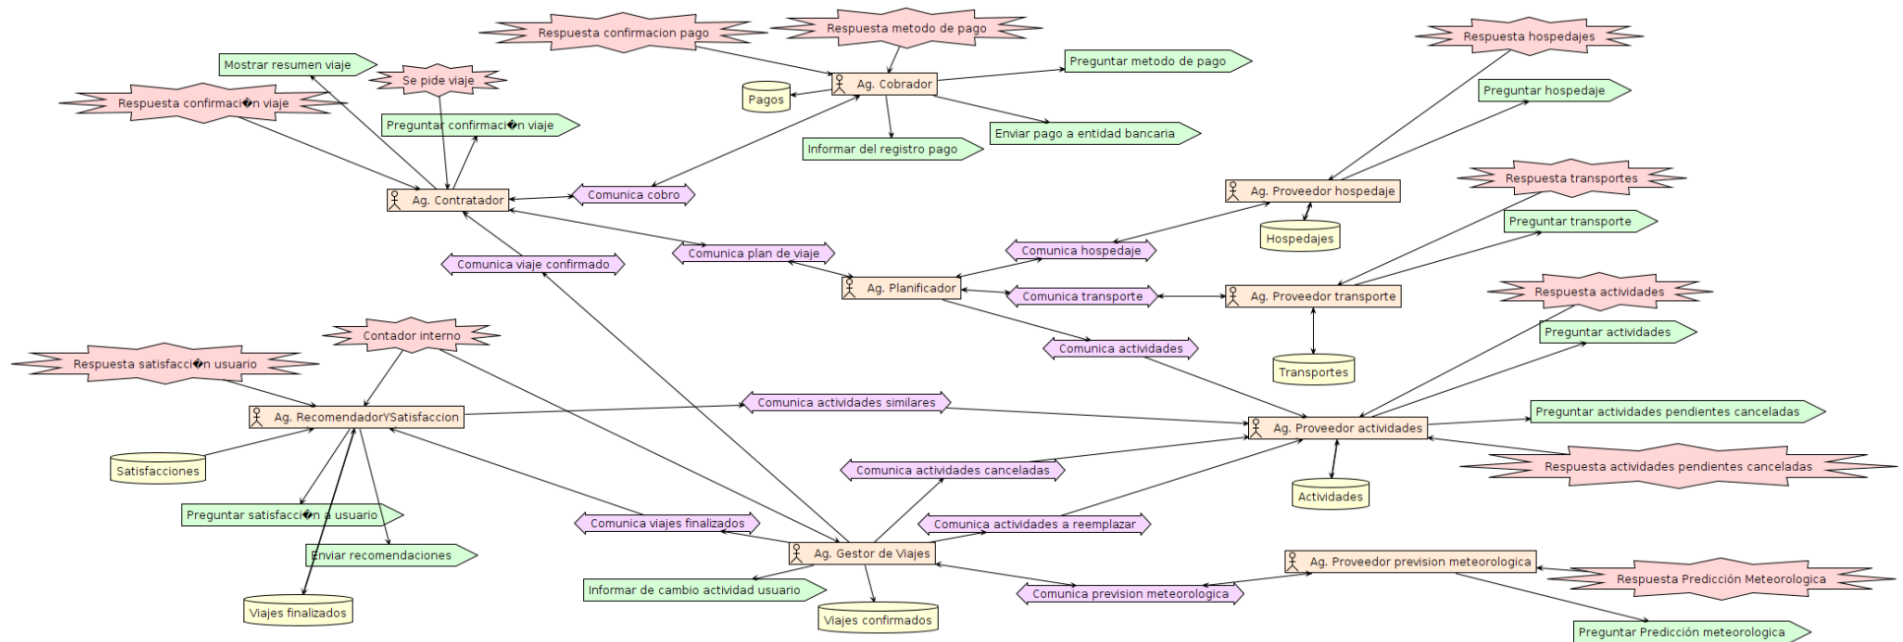 Respuesta confirmacion pago
Respuesta metodo de pago
Respuesta hospedajes
Mostrar resumen viaje
Se pide viaje
Preguntar metodo de pago
Ag. Cobrador
Pagos
Preguntar hospedaje
Respuesta confirmaci�n viaje
Preguntar confirmaci�n viaje
Enviar pago a entidad bancaria
Informar del registro pago
Respuesta transportes
Ag. Contratador
Comunica cobro
Ag. Proveedor hospedaje
Preguntar transporte
Hospedajes
Comunica plan de viaje
Comunica hospedaje
Comunica viaje confirmado
Ag. Planificador
Comunica transporte
Ag. Proveedor transporte
Respuesta actividades
Contador interno
Preguntar actividades
Comunica actividades
Respuesta satisfacci�n usuario
Transportes
Ag. RecomendadorYSatisfaccion
Comunica actividades similares
Preguntar actividades pendientes canceladas
Ag. Proveedor actividades
Satisfacciones
Comunica actividades canceladas
Respuesta actividades pendientes canceladas
Actividades
Preguntar satisfacci�n a usuario
Comunica viajes finalizados
Comunica actividades a reemplazar
Enviar recomendaciones
Ag. Gestor de Viajes
Ag. Proveedor prevision meteorologica
Respuesta Predicción Meteorologica
Informar de cambio actividad usuario
Comunica prevision meteorologica
Viajes finalizados
Viajes confirmados
Preguntar Predicción meteorologica